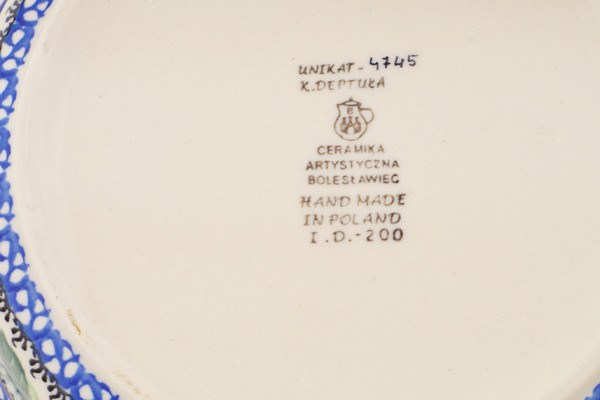 UNIKAT - 4745
K.DEPTUŁA
B
CERAMIKA
ARTYSTYCZNA
BOLESŁAWIEC
HAND MADE
IN POLAND
I.D.-200